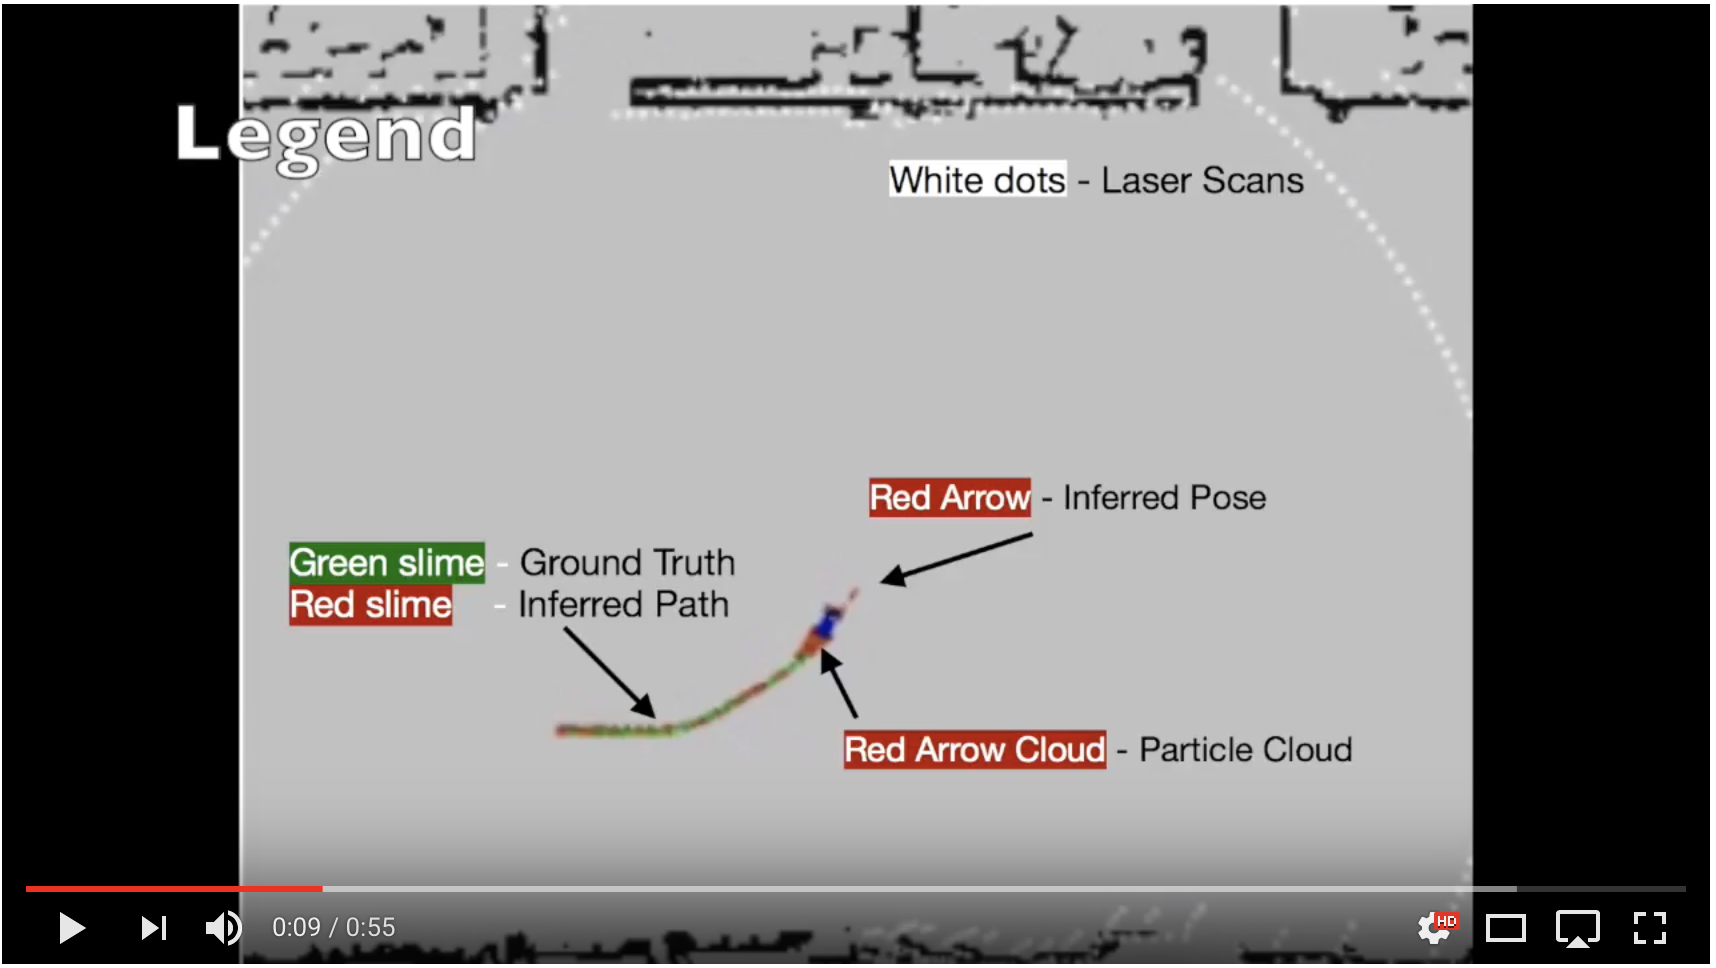 Legend
White dots - Laser Scans
Red Arrow - Inferred Pose
Green slime - Ground Truth
Red slime - Inferred Path
Red Arrow Cloud - Particle Cloud
0:09 / 0:55
HD